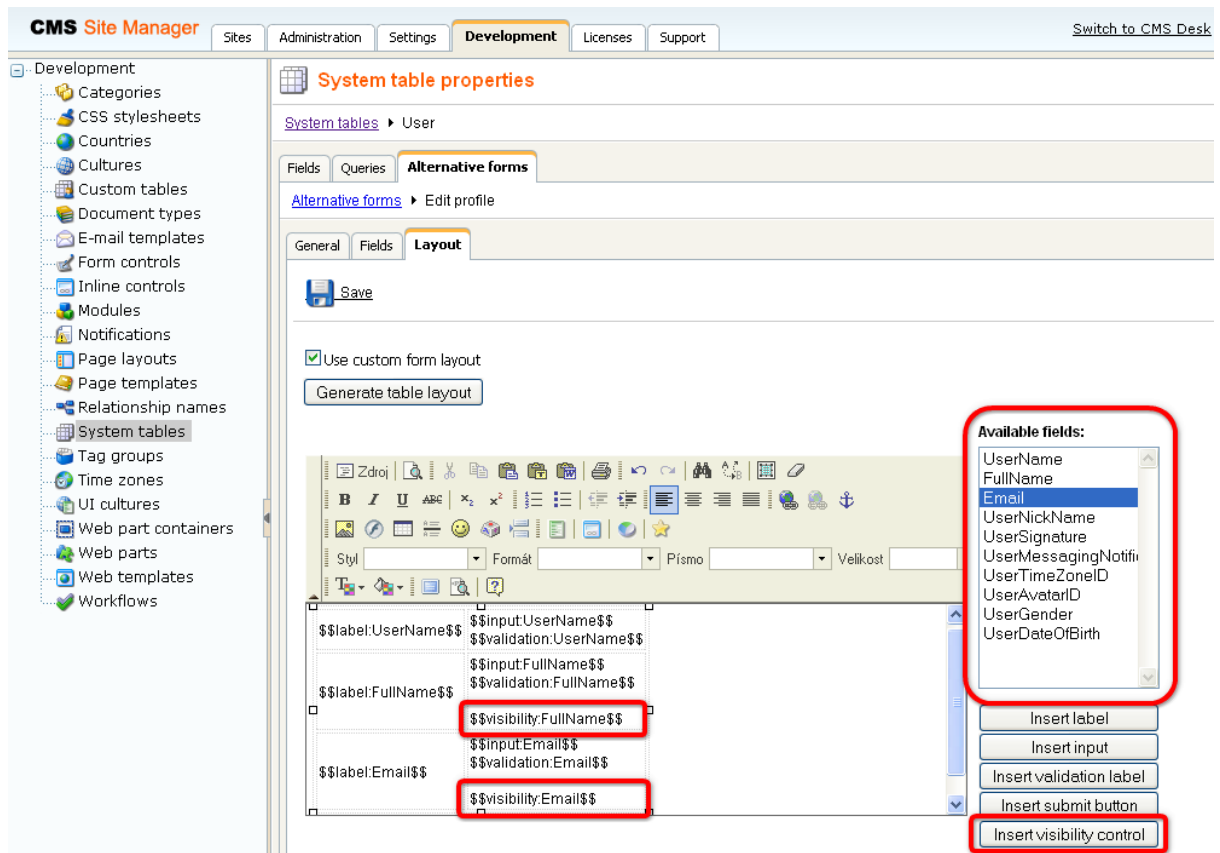 CMS Site Manager
Sites
Administration
Settings
Development
Licenses
Support
Switch to CMS Desk
Development
Categories
CSS stylesheets
Countries
Cultures
Custom tables
Document types
E-mail templates
Form controls
Inline controls
Modules
Notifications
Page layouts
Page templates
Relationship names
System tables
Tag groups
Time zones
UI cultures
Web part containers
Web parts
Web templates
Workflows
System table properties
System tables ▸ User
Fields
Queries
Alternative forms
Alternative forms ▸ Edit profile
General
Fields
Layout
Save
Use custom form layout
Generate table layout
Zdroj
B I U ABC ×₂ ×²
Styl
Formát
Písmo
Velikost
$$label:UserName$$
$$input:UserName$$
$$validation:UserName$$
$$label:FullName$$
$$input:FullName$$
$$validation:FullName$$
$$visibility:FullName$$
$$label:Email$$
$$input:Email$$
$$validation:Email$$
$$visibility:Email$$
Available fields:
UserName
FullName
Email
UserNickName
UserSignature
UserMessagingNotifi
UserTimeZoneID
UserAvatarID
UserGender
UserDateOfBirth
Insert label
Insert input
Insert validation label
Insert submit button
Insert visibility control